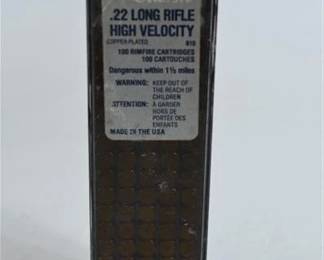 .22 LONG RIFLE
HIGH VELOCITY
COPPER-PLATED
100 RIMFIRE CARTRIDGES
100 CARTOUCHES
Dangerous within 1½ miles
WARNING: KEEP OUT OF
THE REACH OF
CHILDREN
ATTENTION: A GARDER
HORS DE
PORTÉE DES
ENFANTS
MADE IN THE USA